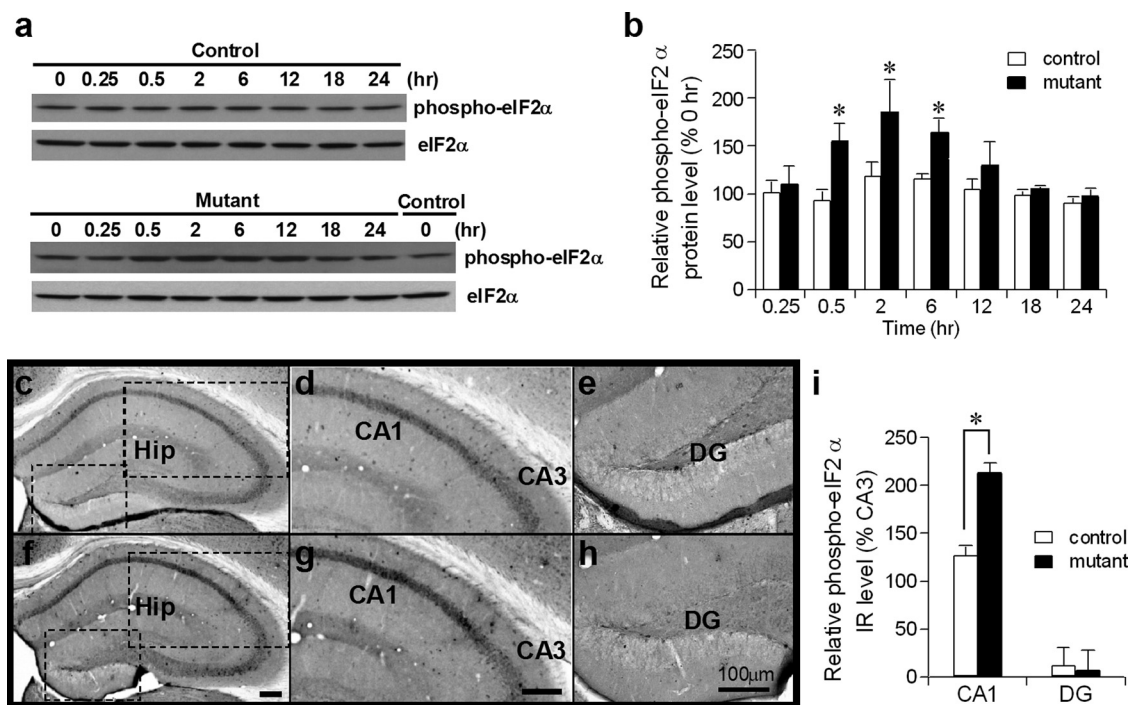 a
Control
0 0.25 0.5 2 6 12 18 24 (hr)
phospho-eIF2α
eIF2α
Mutant Control
0 0.25 0.5 2 6 12 18 24 (hr) 0
phospho-eIF2α
eIF2α
b
Relative phospho-eIF2 α
protein level (% 0 hr)
250
200
150
100
50
0
* * *
control
mutant
0.25 0.5 2 6 12 18 24
Time (hr)
c Hip
d CA1 CA3
e DG
f Hip
g CA1 CA3
h DG
100μm
i
Relative phospho-eIF2 α
IR level (% CA3)
250
200
150
100
50
0
*
control
mutant
CA1 DG